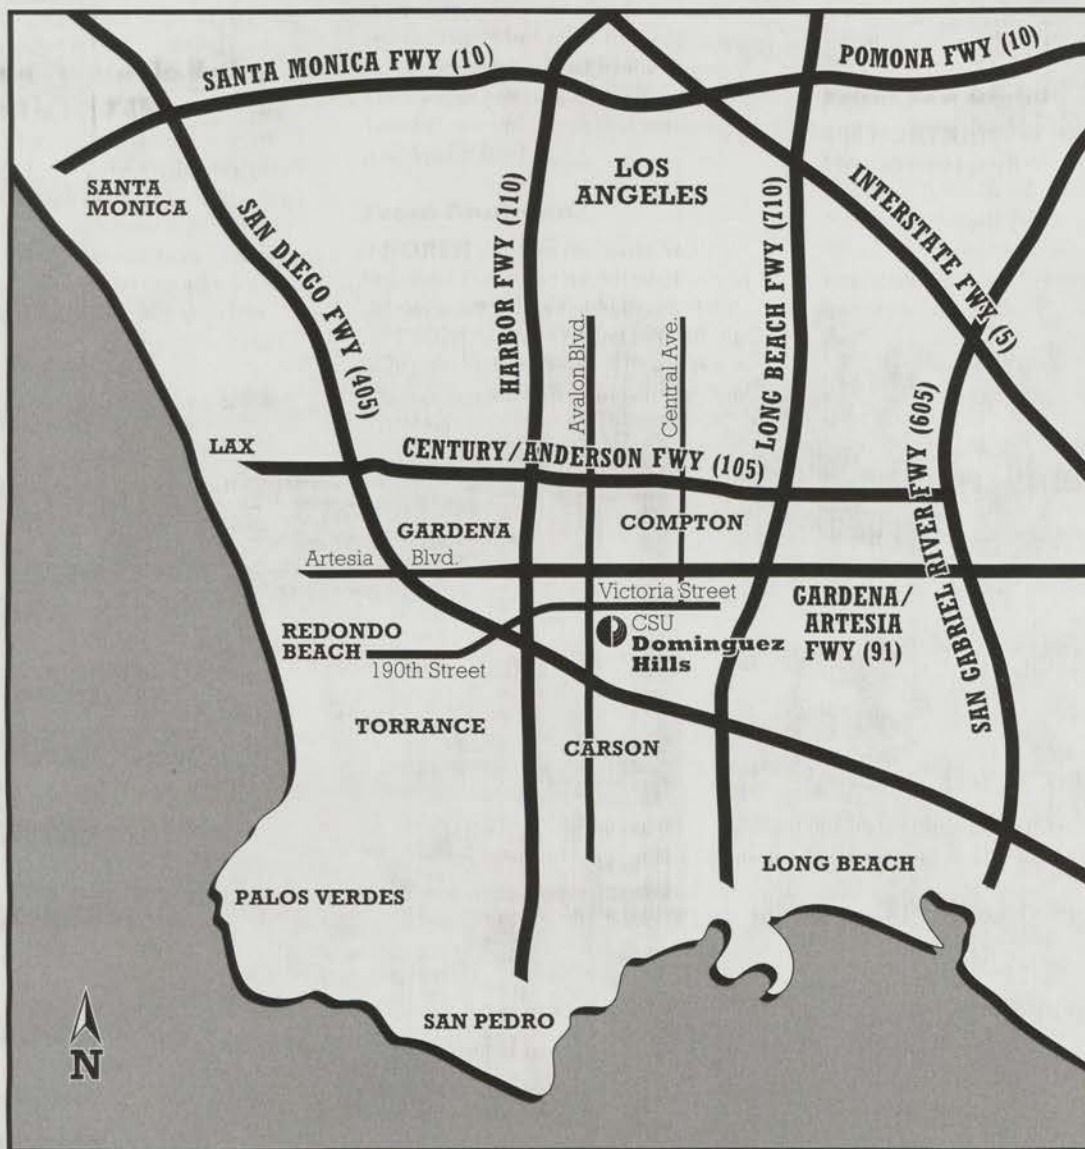 SANTA MONICA FWY (10)
POMONA FWY (10)
SANTA
MONICA
LOS
ANGELES
SAN DIEGO FWY (405)
HARBOR FWY (110)
LONG BEACH FWY (710)
INTERSTATE FWY (5)
Avalon Blvd.
Central Ave.
LAX
CENTURY/ANDERSON FWY (105)
SAN GABRIEL RIVER FWY (605)
GARDENA
COMPTON
Artesia Blvd.
Victoria Street
GARDENA/
ARTESIA
FWY (91)
CSU
Dominguez
Hills
REDONDO
BEACH
190th Street
TORRANCE
CARSON
LONG BEACH
PALOS VERDES
SAN PEDRO
N